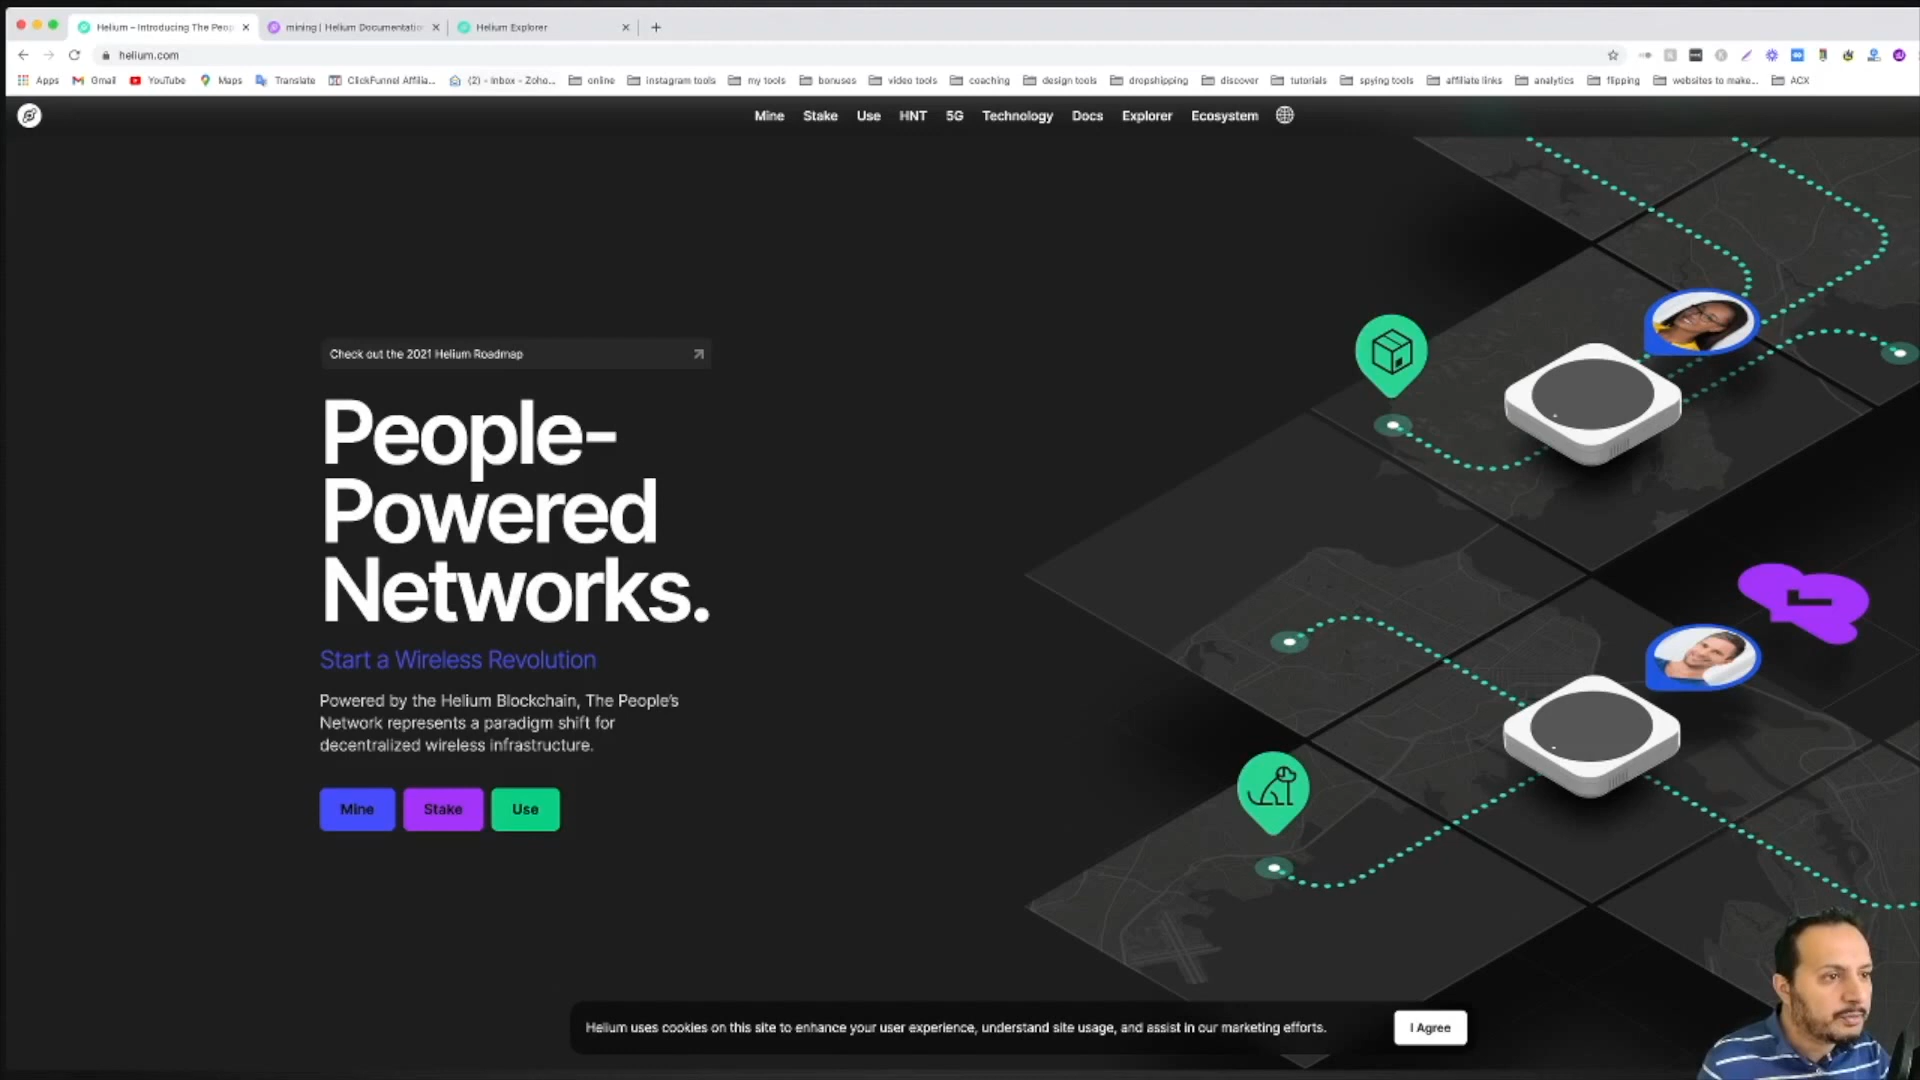 Helium – Introducing The Peop
mining | Helium Documentatio
Helium Explorer
helium.com
Apps
Gmail
YouTube
Maps
Translate
ClickFunnel Affilia...
(2) - Inbox - Zoho...
online
instagram tools
my tools
bonuses
video tools
coaching
design tools
dropshipping
discover
tutorials
spying tools
affiliate links
analytics
flipping
websites to make...
ACX
Mine
Stake
Use
HNT
5G
Technology
Docs
Explorer
Ecosystem
Check out the 2021 Helium Roadmap
People-
Powered
Networks.
Start a Wireless Revolution
Powered by the Helium Blockchain, The People's
Network represents a paradigm shift for
decentralized wireless infrastructure.
Mine
Stake
Use
Helium uses cookies on this site to enhance your user experience, understand site usage, and assist in our marketing efforts.
I Agree